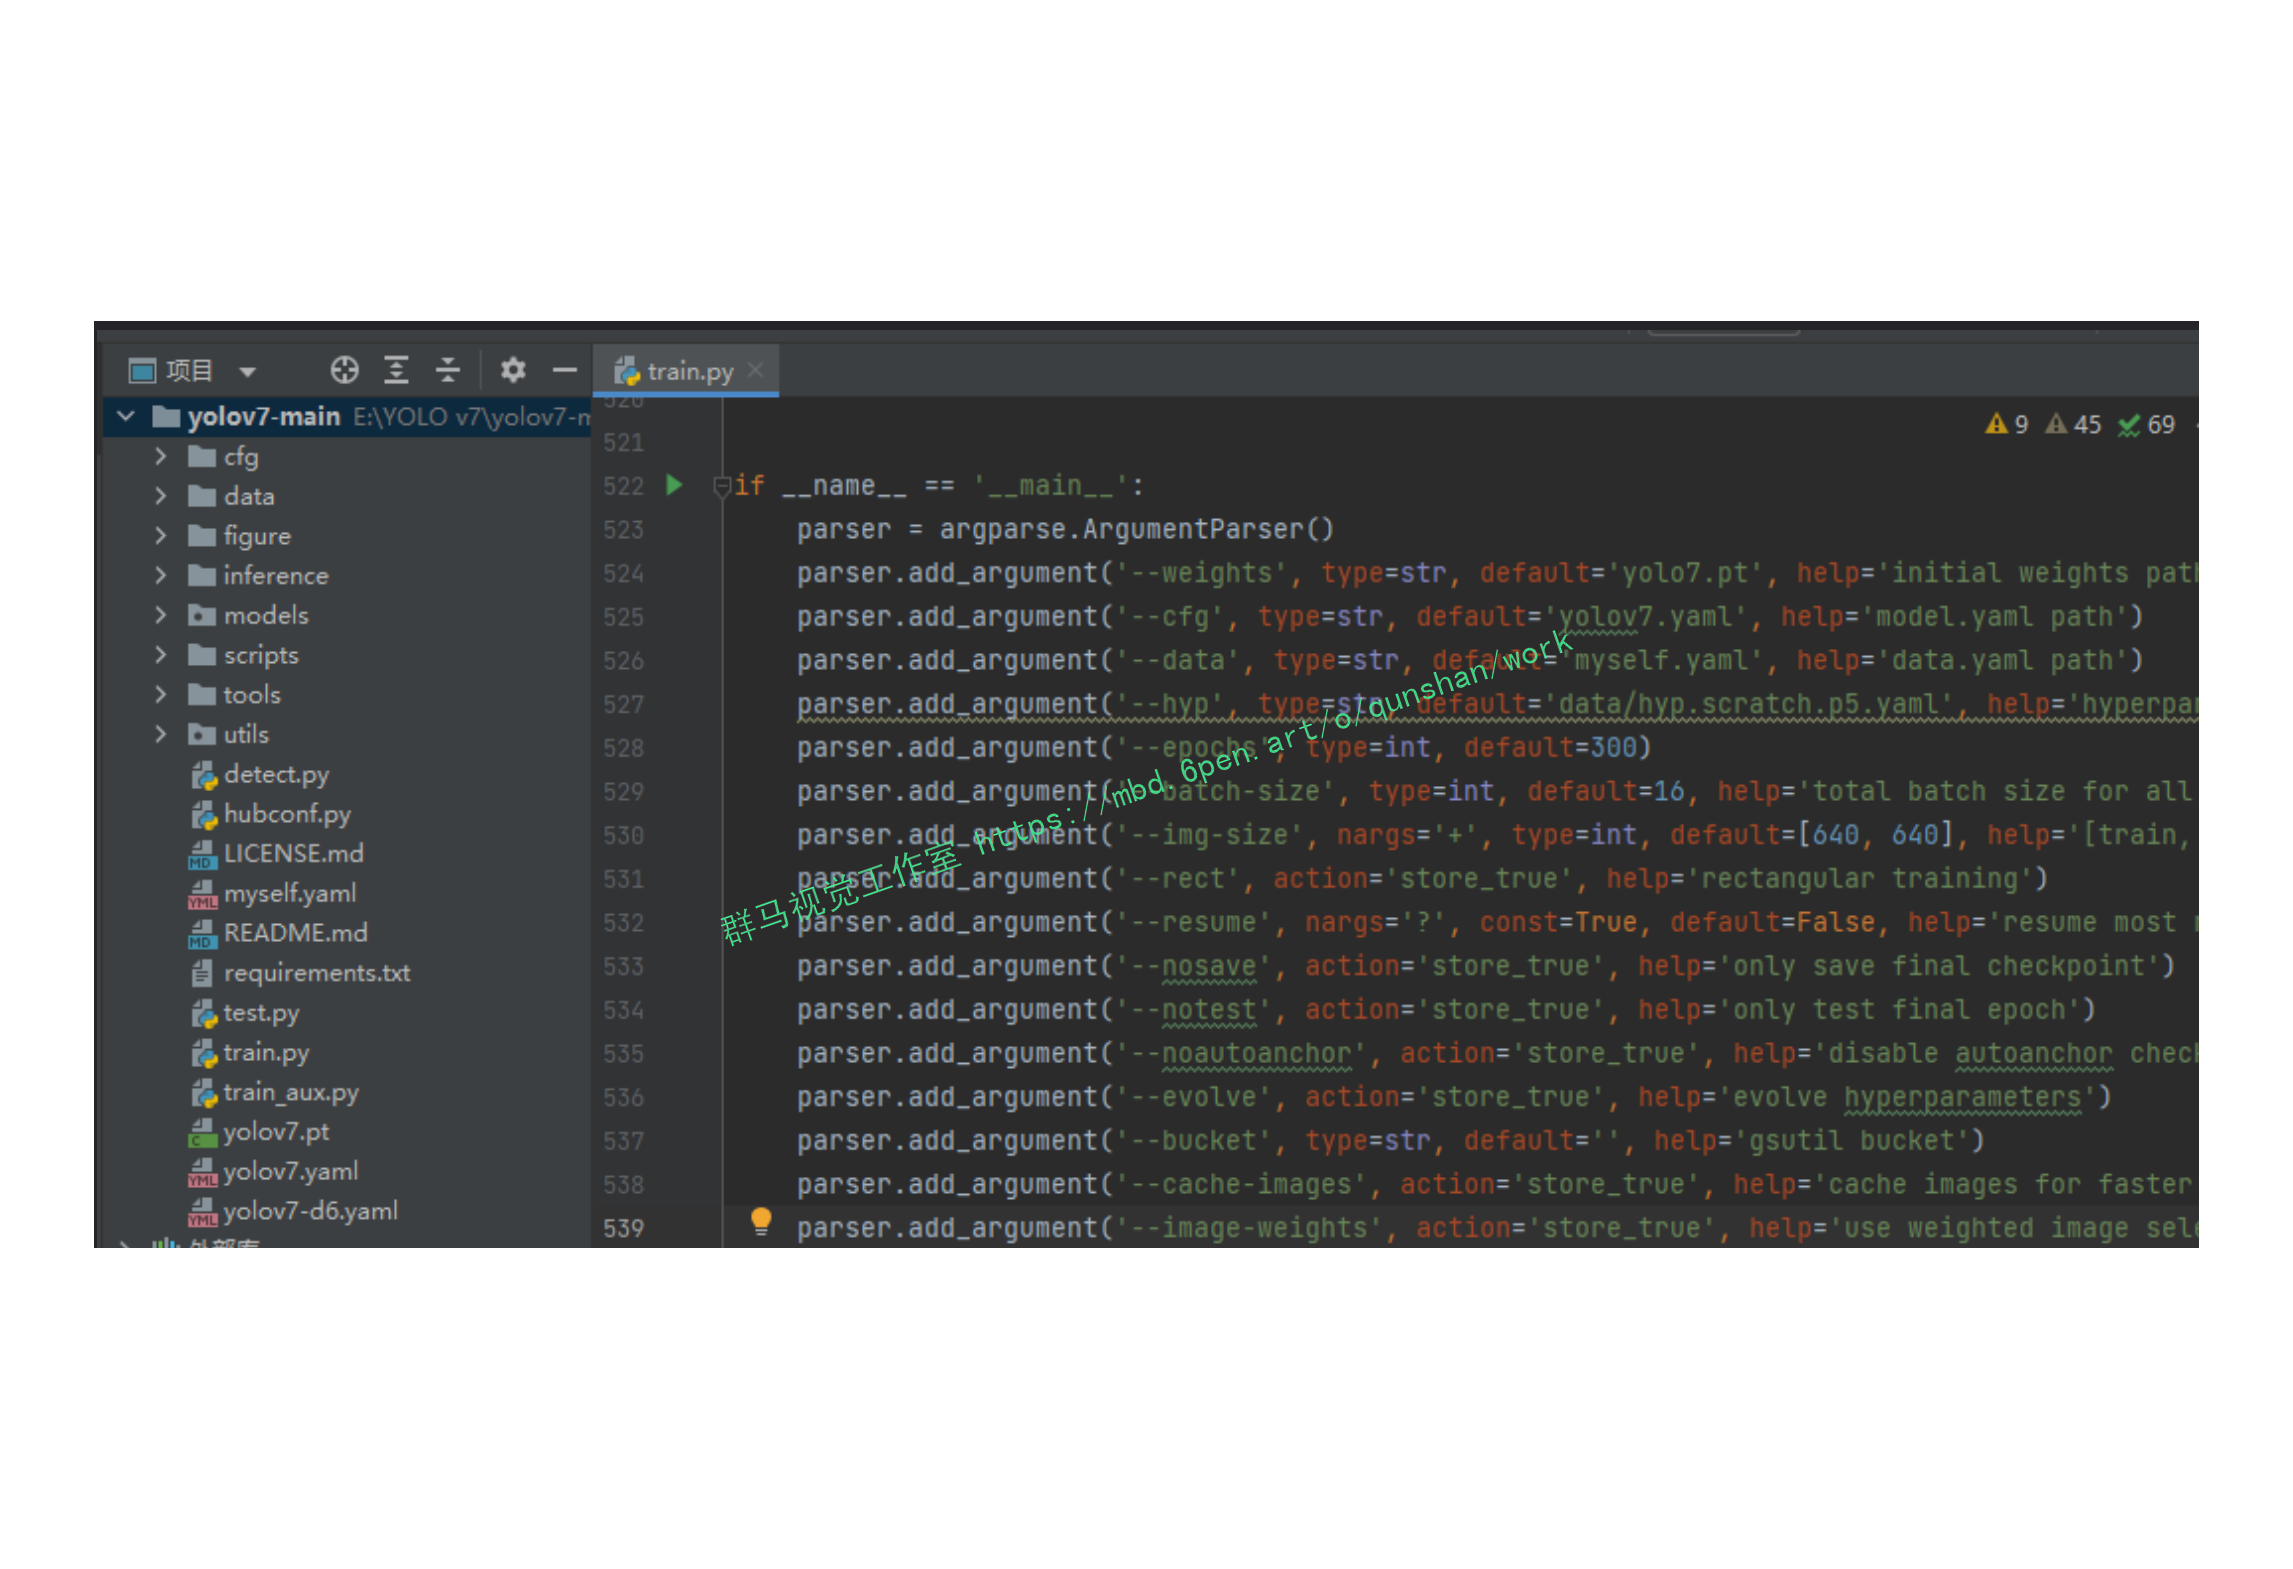 项目
train.py
yolov7-main E:\YOLO v7\yolov7-m
cfg
data
figure
inference
models
scripts
tools
utils
detect.py
hubconf.py
LICENSE.md
myself.yaml
README.md
requirements.txt
test.py
train.py
train_aux.py
yolov7.pt
yolov7.yaml
yolov7-d6.yaml
外部库
9 45 69
520
521
522 if __name__ == '__main__':
523 parser = argparse.ArgumentParser()
524 parser.add_argument('--weights', type=str, default='yolo7.pt', help='initial weights path
525 parser.add_argument('--cfg', type=str, default='yolov7.yaml', help='model.yaml path')
526 parser.add_argument('--data', type=str, default='myself.yaml', help='data.yaml path')
527 parser.add_argument('--hyp', type=str, default='data/hyp.scratch.p5.yaml', help='hyperpar
528 parser.add_argument('--epochs', type=int, default=300)
529 parser.add_argument('--batch-size', type=int, default=16, help='total batch size for all
530 parser.add_argument('--img-size', nargs='+', type=int, default=[640, 640], help='[train,
531 parser.add_argument('--rect', action='store_true', help='rectangular training')
532 parser.add_argument('--resume', nargs='?', const=True, default=False, help='resume most r
533 parser.add_argument('--nosave', action='store_true', help='only save final checkpoint')
534 parser.add_argument('--notest', action='store_true', help='only test final epoch')
535 parser.add_argument('--noautoanchor', action='store_true', help='disable autoanchor check
536 parser.add_argument('--evolve', action='store_true', help='evolve hyperparameters')
537 parser.add_argument('--bucket', type=str, default='', help='gsutil bucket')
538 parser.add_argument('--cache-images', action='store_true', help='cache images for faster
539 parser.add_argument('--image-weights', action='store_true', help='use weighted image sele
群马视觉工作室 https://mbd.6pen.art/o/qunshan/work